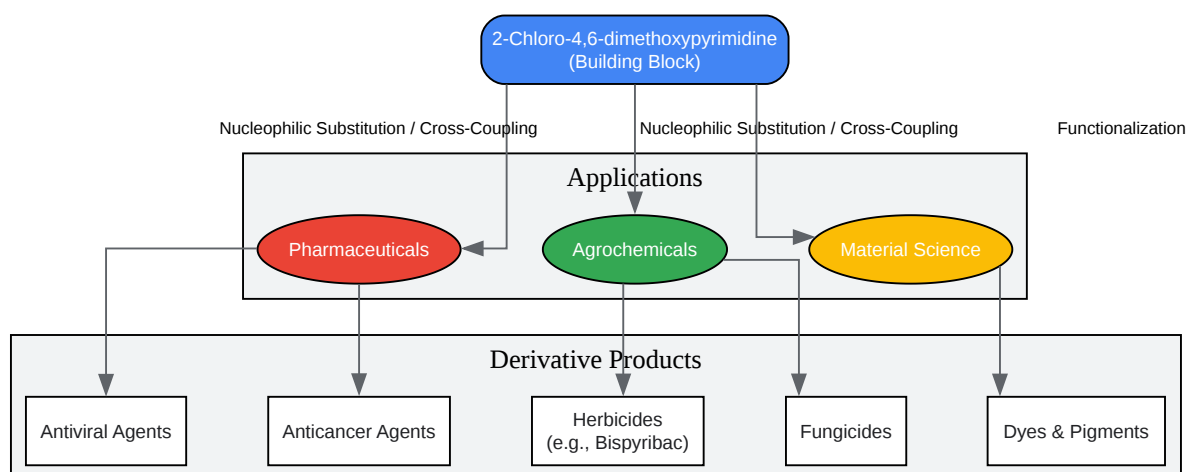 2-Chloro-4,6-dimethoxypyrimidine
(Building Block)
Nucleophilic Substitution / Cross-Coupling
Nucleophilic Substitution / Cross-Coupling
Functionalization
Applications
Pharmaceuticals
Agrochemicals
Material Science
Derivative Products
Antiviral Agents
Anticancer Agents
Herbicides
(e.g., Bispyribac)
Fungicides
Dyes & Pigments